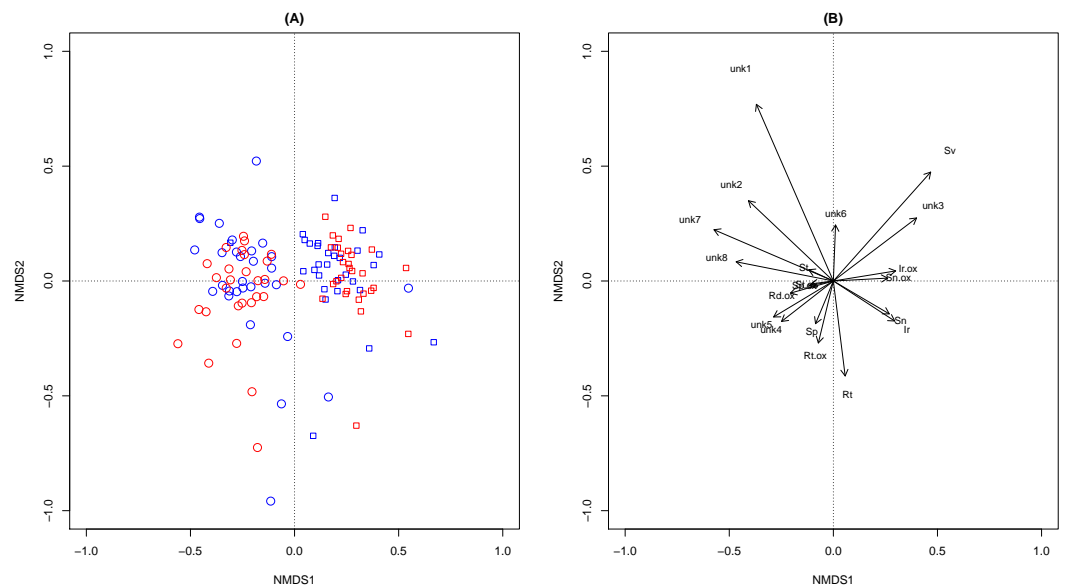 (A)
1.0
0.5
0.0
−0.5
−1.0
NMDS2
−1.0 −0.5 0.0 0.5 1.0
NMDS1
(B)
1.0
0.5
0.0
−0.5
−1.0
NMDS2
−1.0 −0.5 0.0 0.5 1.0
NMDS1
unk1
Sv
unk2
unk3
unk7
unk6
unk8
St
Ir.ox
Sn.ox
Rd.ox
unk5
unk4
Sp
Sn
Ir
Rt.ox
Rt